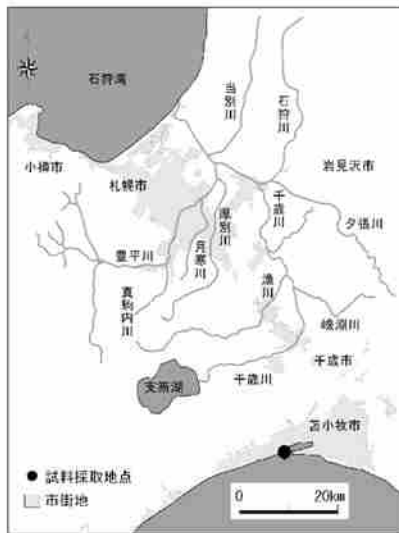 石狩湾
当別川
石狩川
小樽市
札幌市
岩見沢市
千歳川
夕張川
厚別川
月寒川
豊平川
漁川
真駒内川
嶮淵川
支笏湖
千歳川
千歳市
苫小牧市
試料採取地点
市街地
0 20km